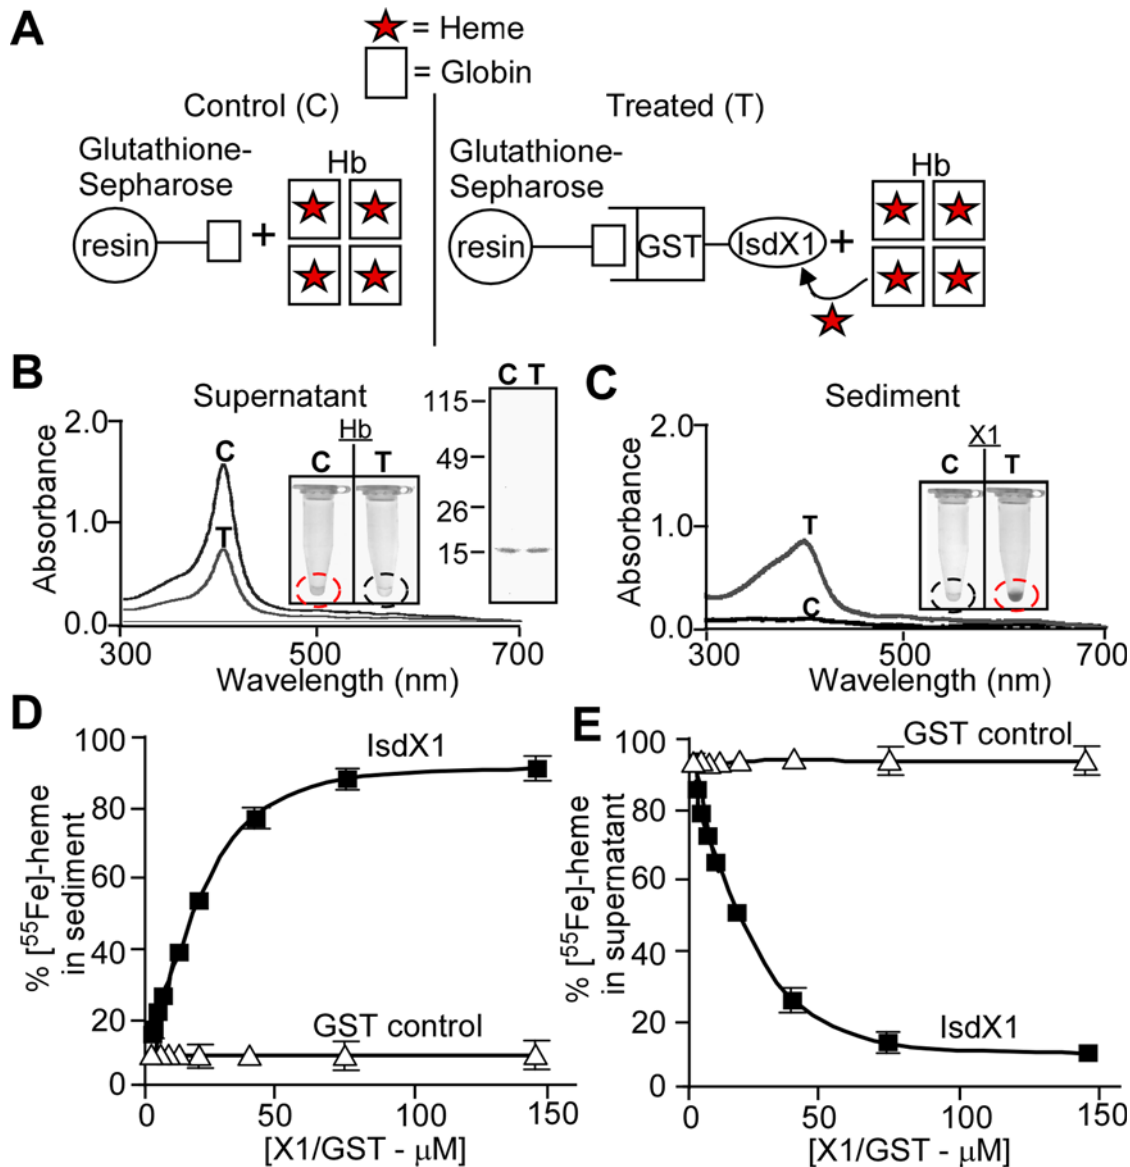 A
= Heme
= Globin
Control (C)
Treated (T)
Glutathione-
Sepharose
Hb
resin
+
Glutathione-
Sepharose
Hb
resin
GST
IsdX1
+
B
Supernatant
Absorbance
2.0
1.0
0.0
300
500
700
Wavelength (nm)
C
T
Hb
C
T
C T
115
49
26
15
C
Sediment
Absorbance
2.0
1.0
0.0
300
500
700
Wavelength (nm)
T
C
X1
C
T
D
% [55Fe]-heme
in sediment
100
80
60
40
20
0
0
50
100
150
[X1/GST - μM]
IsdX1
GST control
E
% [55Fe]-heme
in supernatant
100
80
60
40
20
0
0
50
100
150
[X1/GST - μM]
GST control
IsdX1